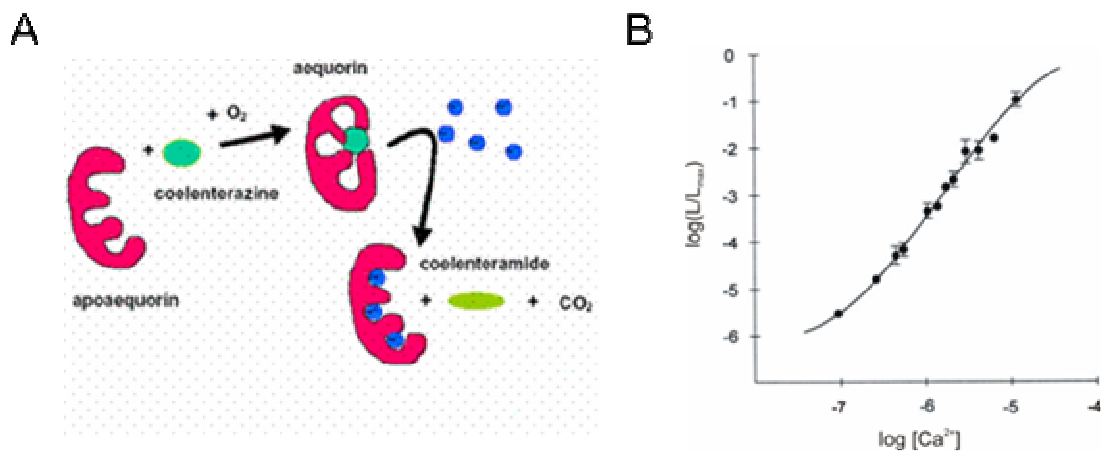 A
aequorin
+ O₂
+
coelenterazine
apoaequorin
coelenteramide
+ + CO₂
B
0
-1
-2
-3
-4
-5
-6
log(L/Lmax)
-7 -6 -5 -4
log [Ca²⁺]